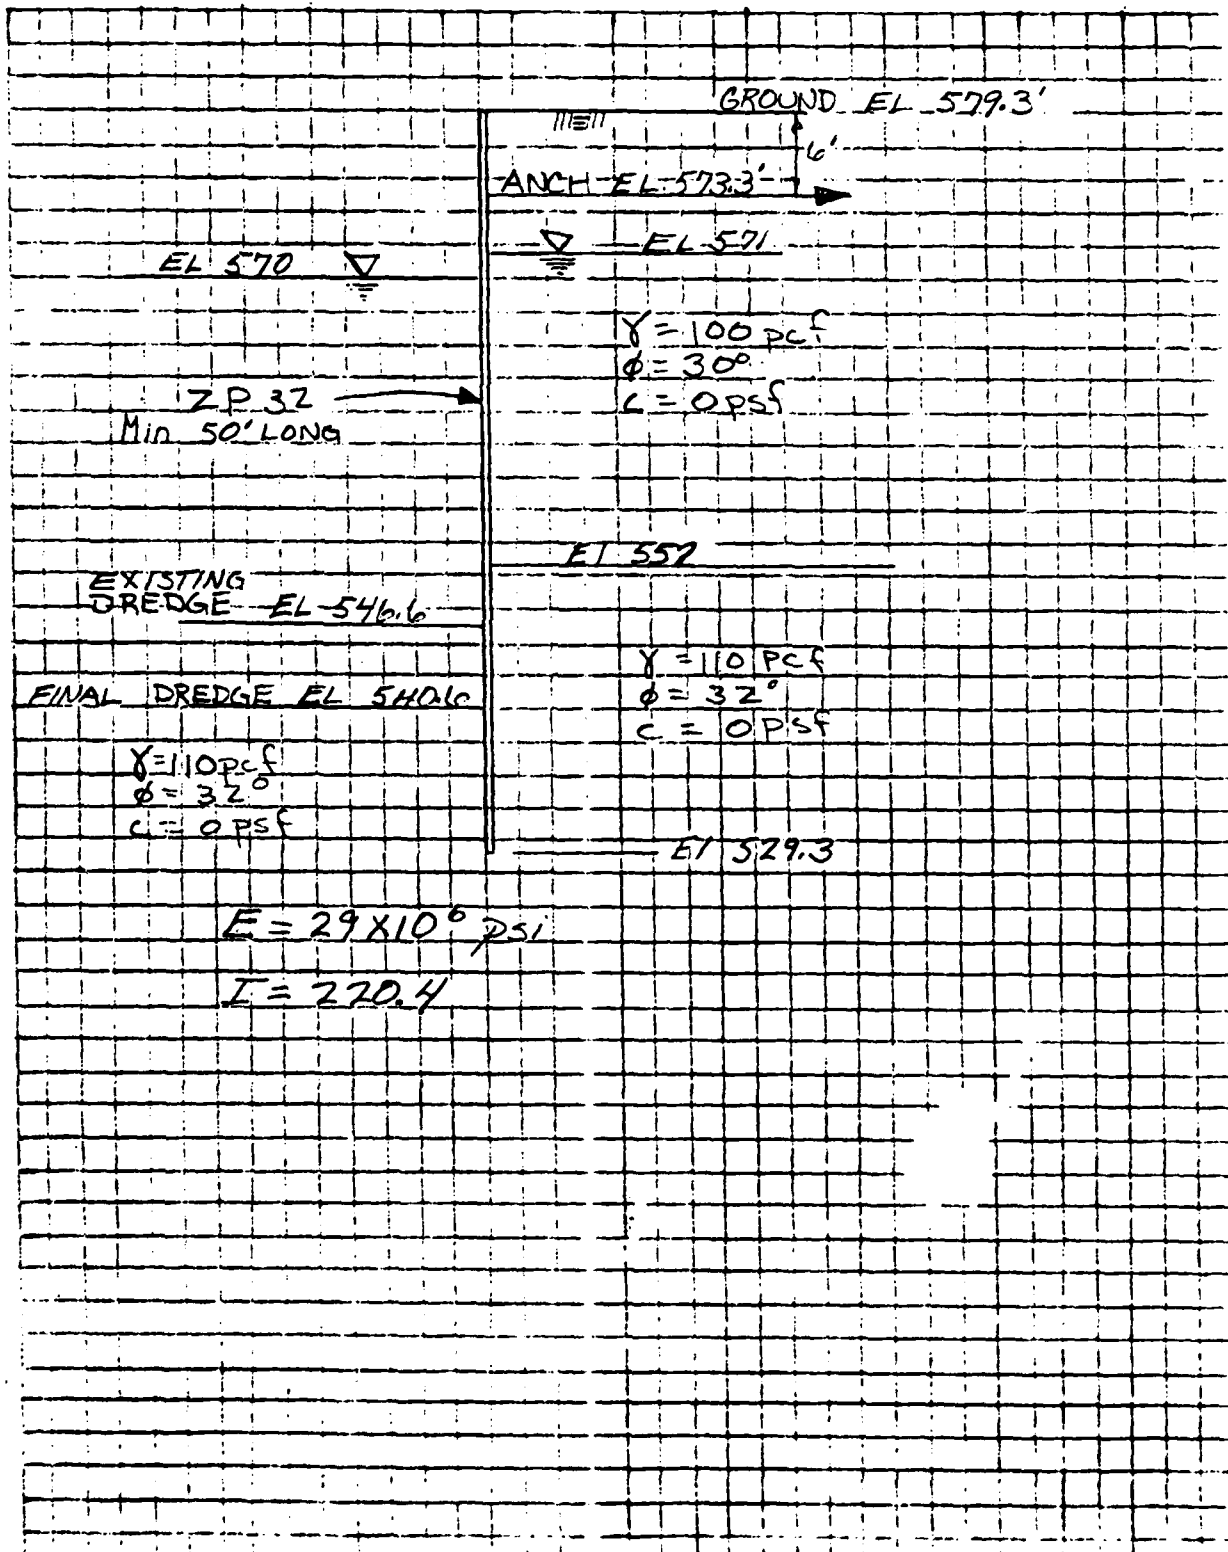 GROUND EL 579.3'
6'
ANCH EL 573.3'
EL 571
EL 570
γ = 100 pcf
φ = 30°
c = 0 psf
ZP 32
Min 50' LONG
El 552
EXISTING
DREDGE EL 546.6
γ = 110 pcf
φ = 32°
c = 0 psf
FINAL DREDGE EL 540.6
γ = 110 pcf
φ = 32°
c = 0 psf
El 529.3
E = 29 X 10⁶ psi
I = 220.4